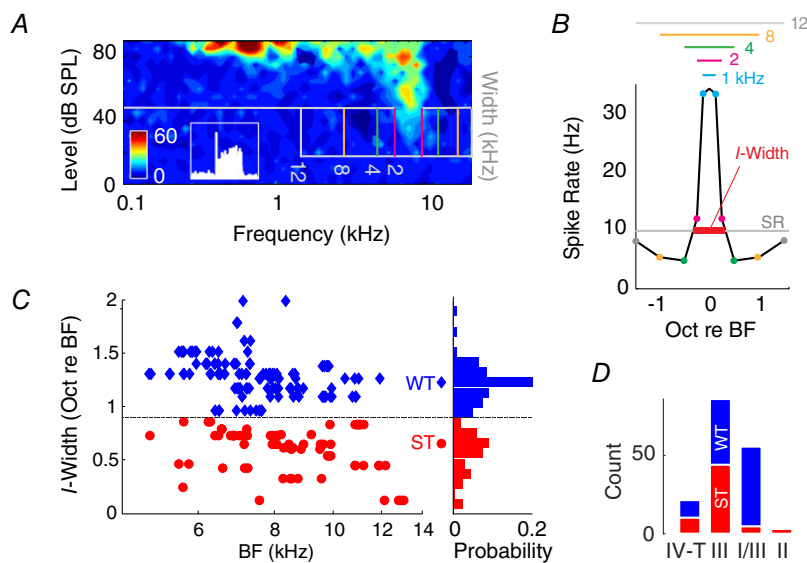 A
Level (dB SPL)
80
40
0
60
0
12
8
4
2
Width (kHz)
0.1
1
10
Frequency (kHz)
B
12
8
4
2
1 kHz
I-Width
SR
Spike Rate (Hz)
30
20
10
0
-1
0
1
Oct re BF
C
I-Width (Oct re BF)
2
1.5
1
0.5
0
WT
ST
6
8
10
12
14
BF (kHz)
0
0.2
Probability
D
Count
50
0
WT
ST
IV-T
III
I/III
II